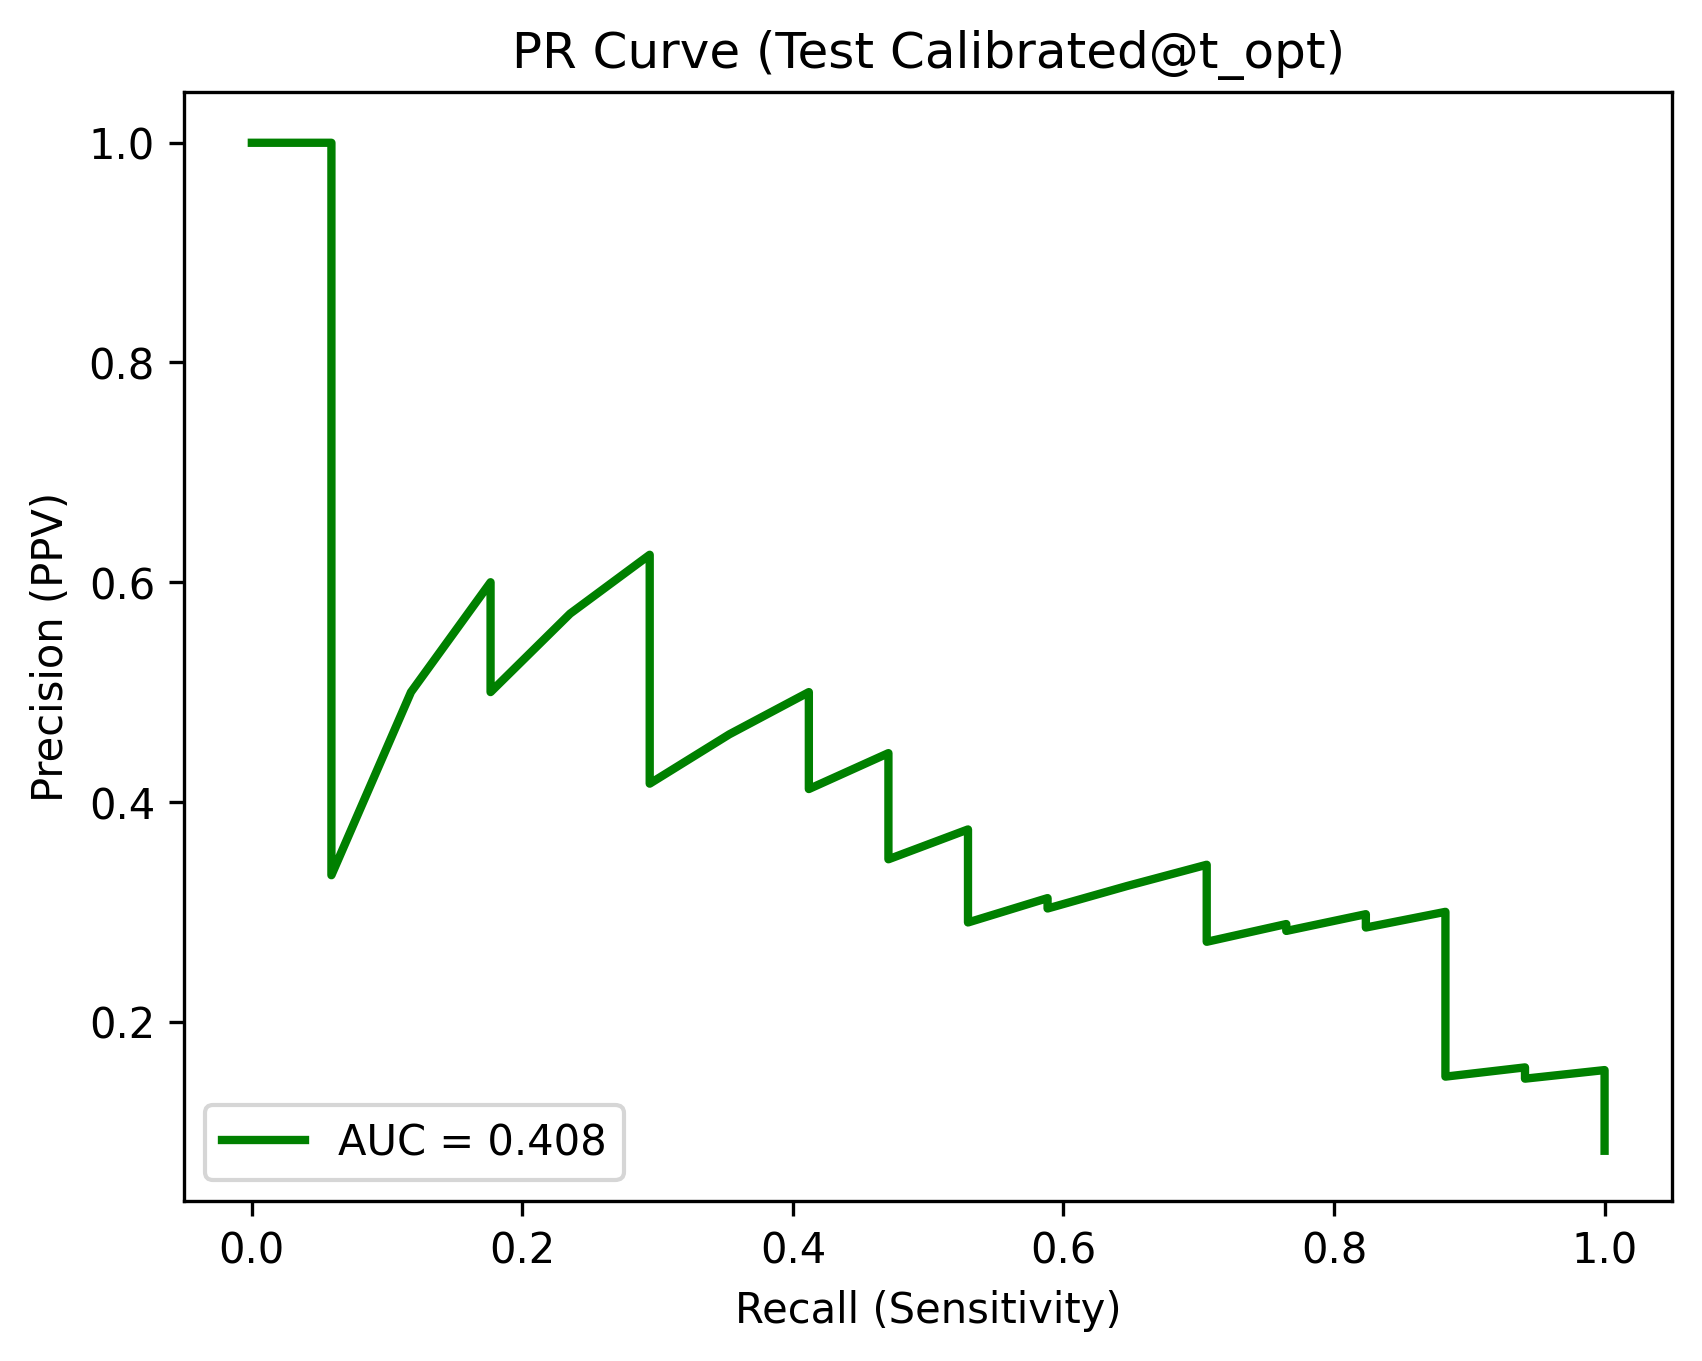 PR Curve (Test Calibrated@t_opt)
Precision (PPV)
1.0
0.8
0.6
0.4
0.2
AUC = 0.408
0.0 0.2 0.4 0.6 0.8 1.0
Recall (Sensitivity)